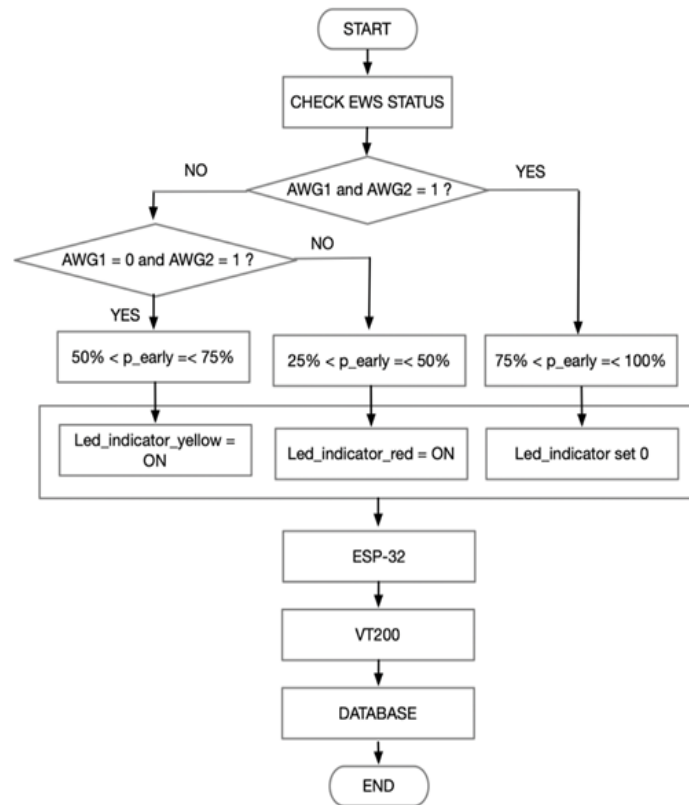 START
CHECK EWS STATUS
NO
YES
AWG1 and AWG2 = 1 ?
NO
AWG1 = 0 and AWG2 = 1 ?
YES
50% < p_early =< 75%
25% < p_early =< 50%
75% < p_early =< 100%
Led_indicator_yellow =
ON
Led_indicator_red = ON
Led_indicator set 0
ESP-32
VT200
DATABASE
END